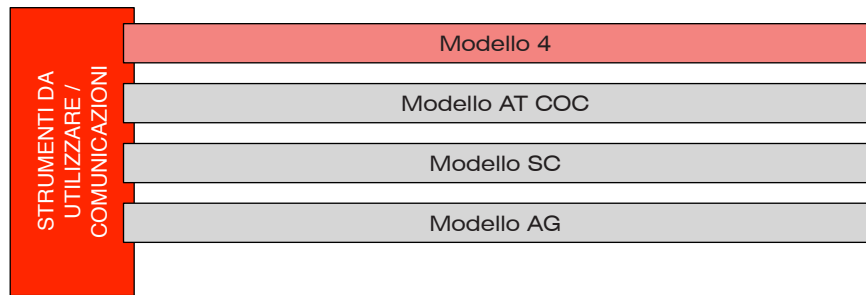 STRUMENTI DA
UTILIZZARE /
COMUNICAZIONI
Modello 4
Modello AT COC
Modello SC
Modello AG